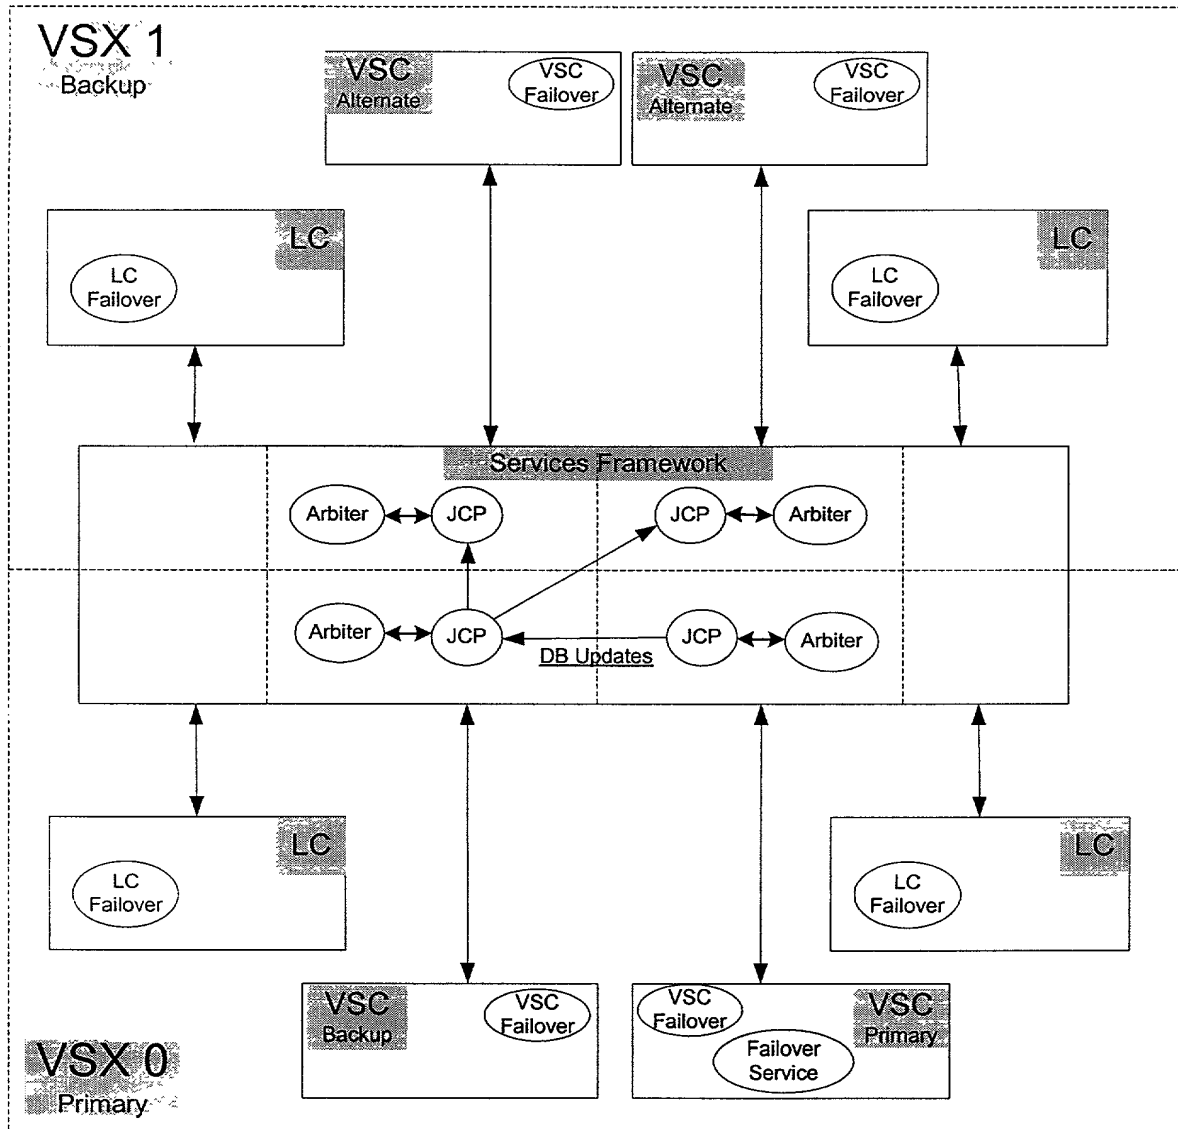 VSX 1
Backup
VSC
Alternate
VSC
Failover
VSC
Alternate
VSC
Failover
LC
LC
Failover
LC
LC
Failover
Services Framework
Arbiter
JCP
JCP
Arbiter
Arbiter
JCP
JCP
Arbiter
DB Updates
LC
LC
Failover
LC
LC
Failover
VSC
Backup
VSC
Failover
VSC
Failover
VSC
Primary
Failover
Service
VSX 0
Primary